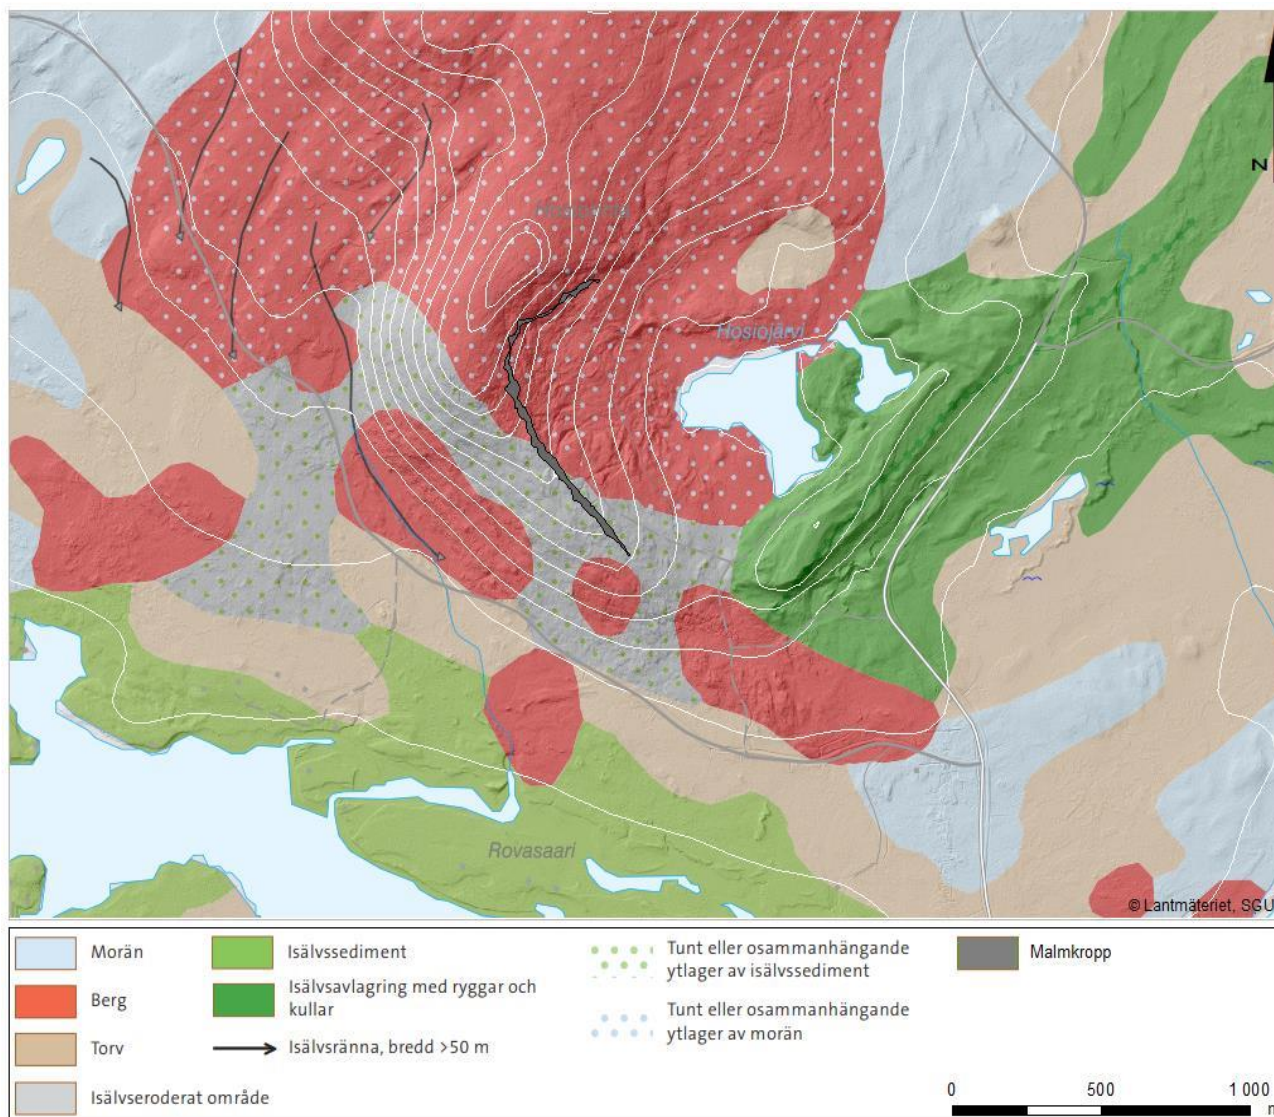 N
Hosiojärvi
Rovasaari
© Lantmäteriet, SGU
Morän
Isälvssediment
Tunt eller osammanhängande
ytlager av isälvssediment
Malmkropp
Berg
Isälvsavlagring med ryggar och
kullar
Tunt eller osammanhängande
ytlager av morän
Torv
Isälvsränna, bredd >50 m
Isälvseroderat område
0 500 1 000